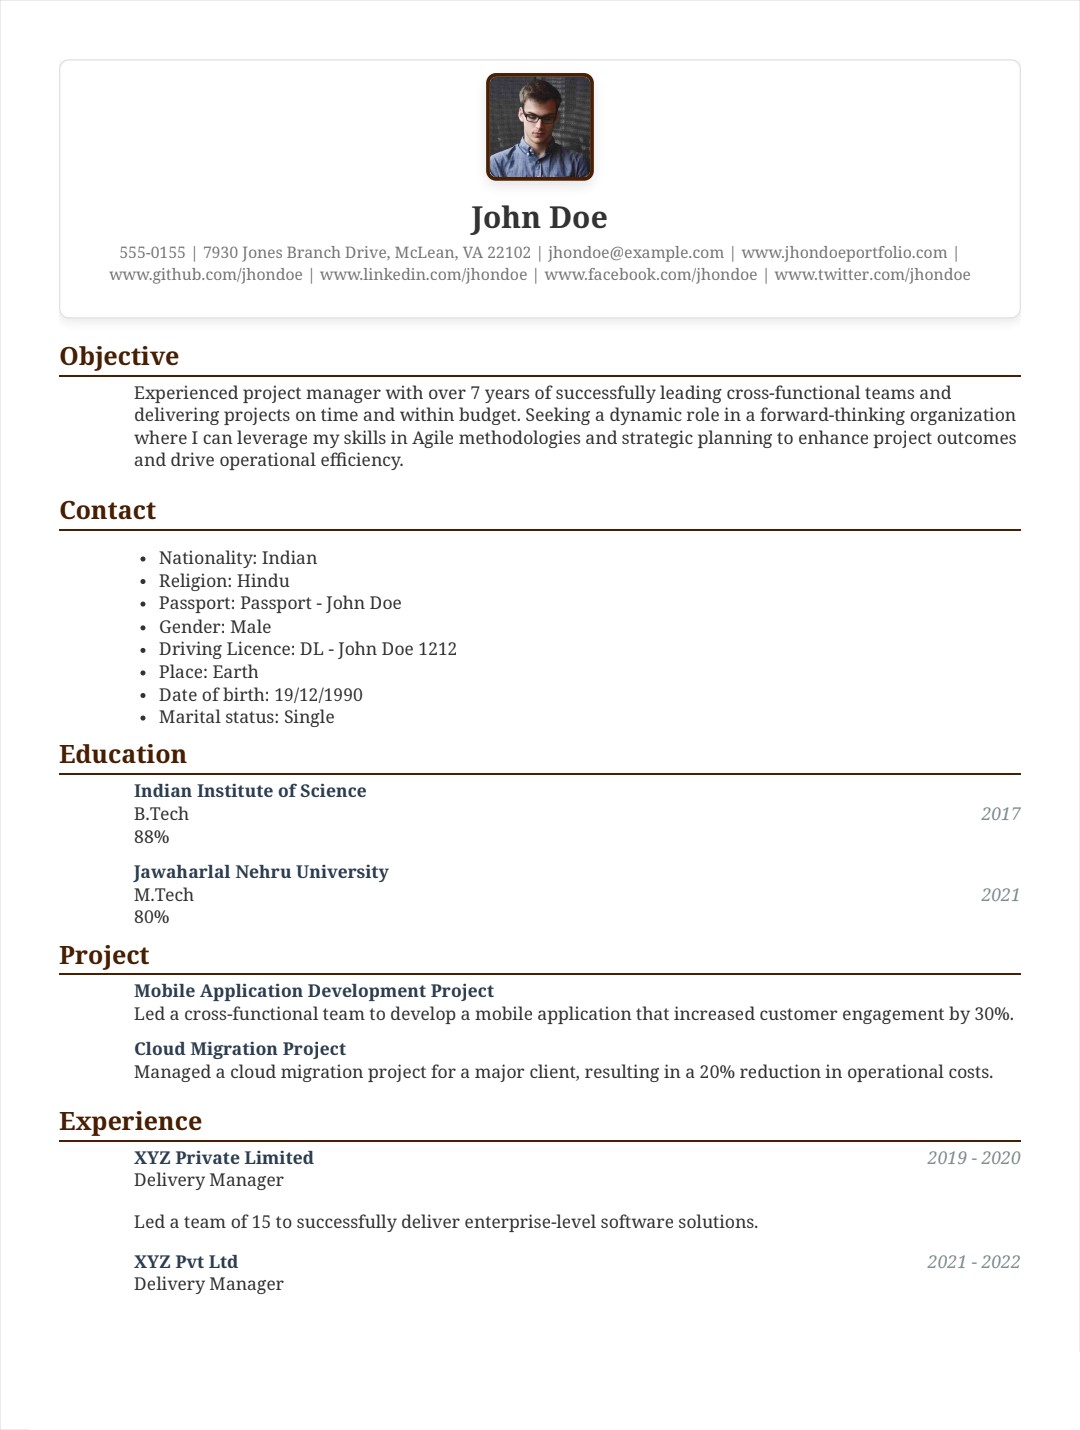 John Doe
555-0155 | 7930 Jones Branch Drive, McLean, VA 22102 | jhondoe@example.com | www.jhondoeportfolio.com |
www.github.com/jhondoe | www.linkedin.com/jhondoe | www.facebook.com/jhondoe | www.twitter.com/jhondoe
Objective
Experienced project manager with over 7 years of successfully leading cross-functional teams and
delivering projects on time and within budget. Seeking a dynamic role in a forward-thinking organization
where I can leverage my skills in Agile methodologies and strategic planning to enhance project outcomes
and drive operational efficiency.
Contact
• Nationality: Indian
• Religion: Hindu
• Passport: Passport - John Doe
• Gender: Male
• Driving Licence: DL - John Doe 1212
• Place: Earth
• Date of birth: 19/12/1990
• Marital status: Single
Education
Indian Institute of Science
B.Tech 2017
88%
Jawaharlal Nehru University
M.Tech 2021
80%
Project
Mobile Application Development Project
Led a cross-functional team to develop a mobile application that increased customer engagement by 30%.
Cloud Migration Project
Managed a cloud migration project for a major client, resulting in a 20% reduction in operational costs.
Experience
XYZ Private Limited 2019 - 2020
Delivery Manager
Led a team of 15 to successfully deliver enterprise-level software solutions.
XYZ Pvt Ltd 2021 - 2022
Delivery Manager